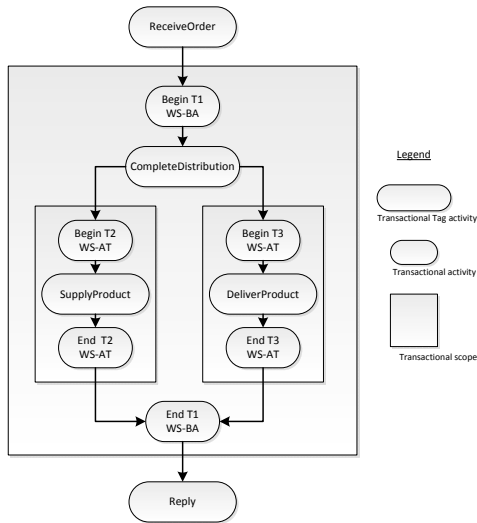 ReceiveOrder
Begin T1
WS-BA
CompleteDistribution
Begin T2
WS-AT
Begin T3
WS-AT
SupplyProduct
DeliverProduct
End T2
WS-AT
End T3
WS-AT
End T1
WS-BA
Reply
Legend
Transactional Tag activity
Transactional activity
Transactional scope